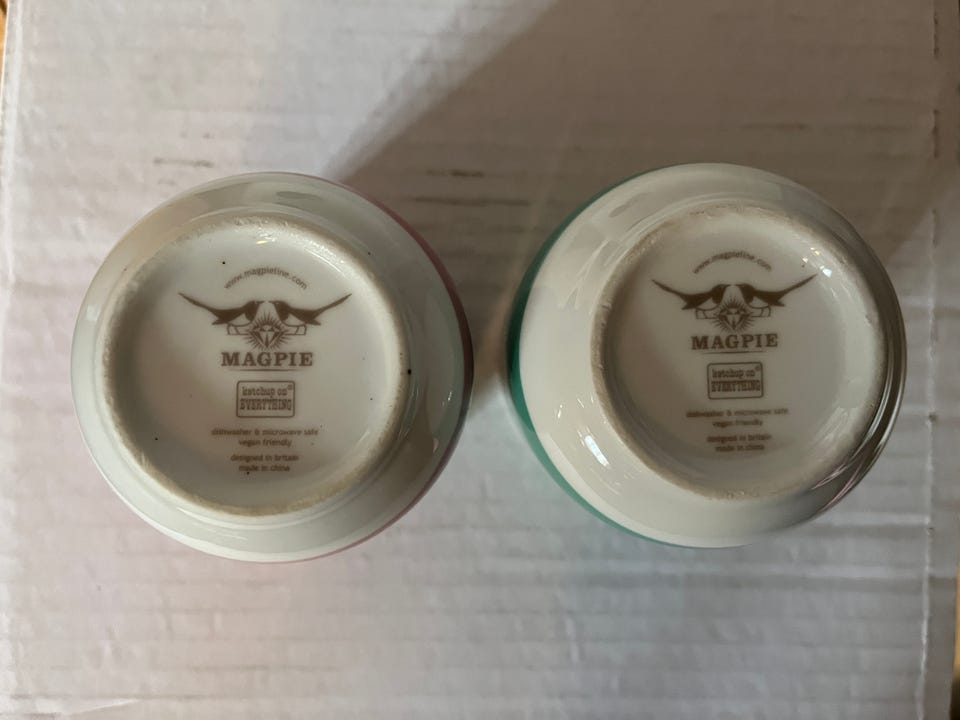 www.magpieline.com
MAGPIE
ketchup on®
EVERYTHING
dishwasher & microwave safe
vegan friendly
designed in britain
made in china
www.magpieline.com
MAGPIE
ketchup on®
EVERYTHING
dishwasher & microwave safe
vegan friendly
designed in britain
made in china